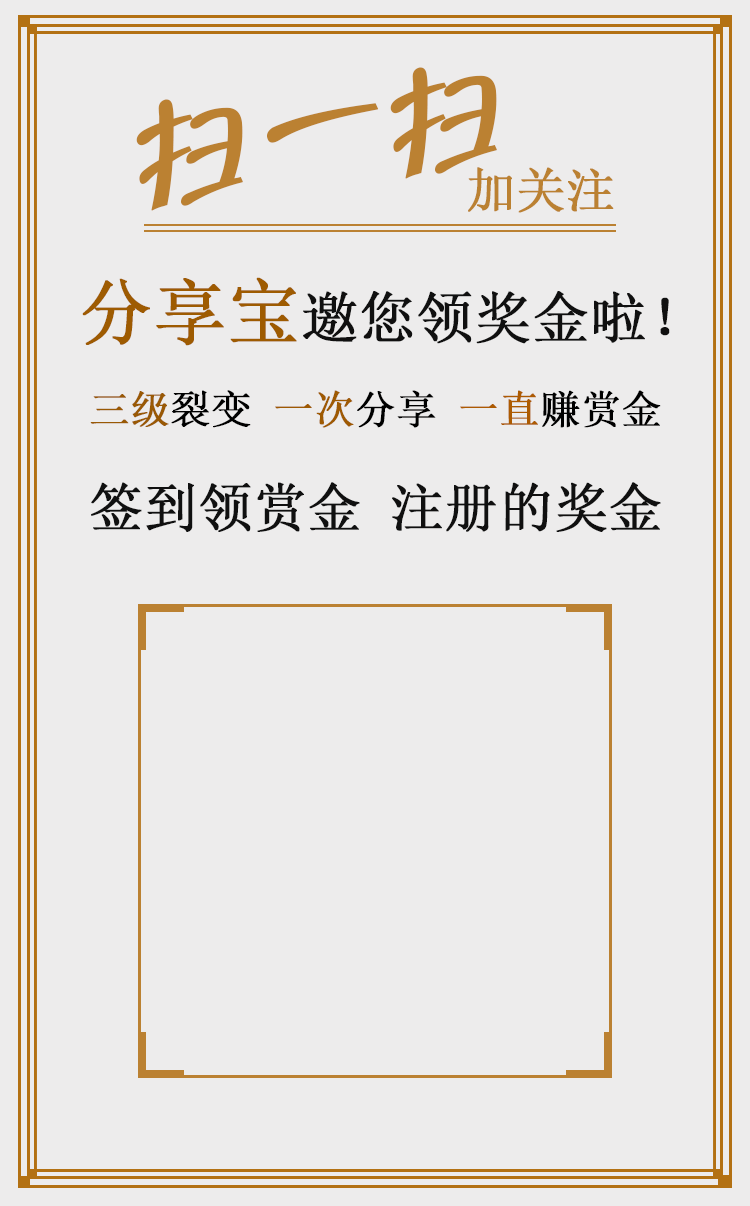 扫一扫
加关注
分享宝邀您领奖金啦！
三级裂变 一次分享 一直赚赏金
签到领赏金 注册的奖金